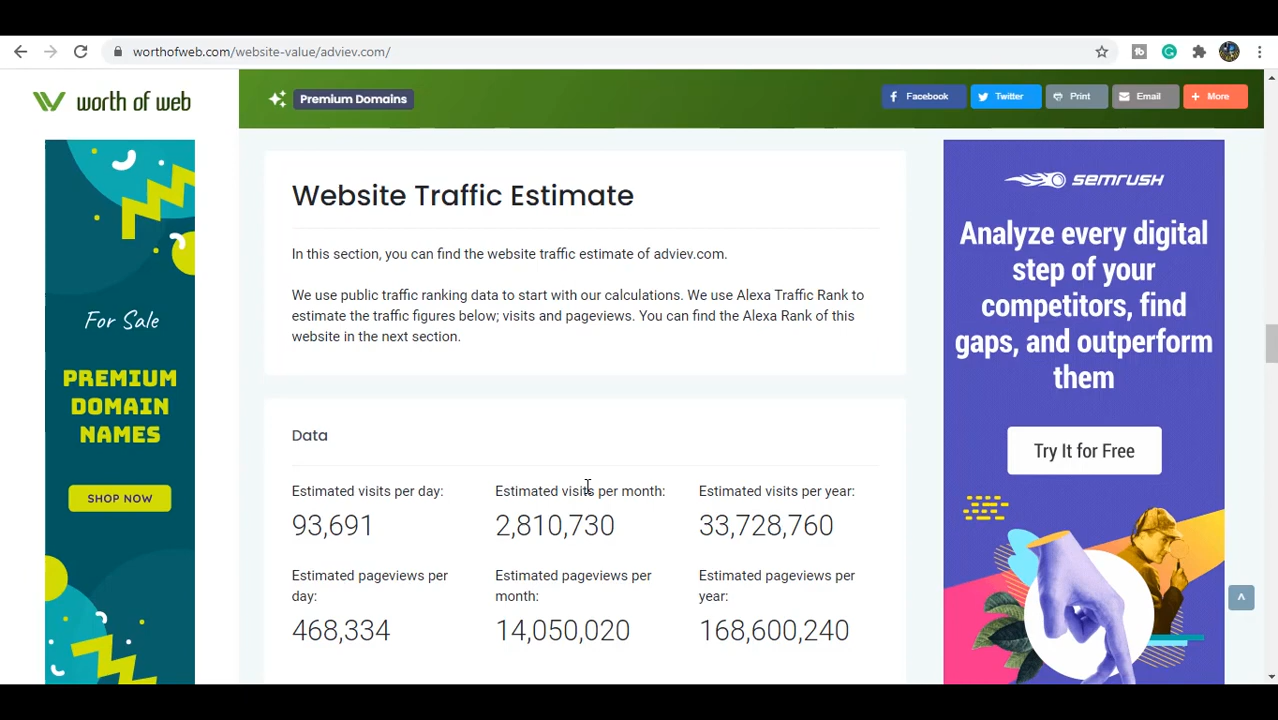 worthofweb.com/website-value/adviev.com/
worth of web
Premium Domains
Facebook
Twitter
Print
Email
More
For Sale
PREMIUM
DOMAIN
NAMES
SHOP NOW
Website Traffic Estimate
In this section, you can find the website traffic estimate of adviev.com.
We use public traffic ranking data to start with our calculations. We use Alexa Traffic Rank to
estimate the traffic figures below; visits and pageviews. You can find the Alexa Rank of this
website in the next section.
Data
Estimated visits per day:
93,691
Estimated visits per month:
2,810,730
Estimated visits per year:
33,728,760
Estimated pageviews per
day:
468,334
Estimated pageviews per
month:
14,050,020
Estimated pageviews per
year:
168,600,240
SEMRUSH
Analyze every digital
step of your
competitors, find
gaps, and outperform
them
Try It for Free